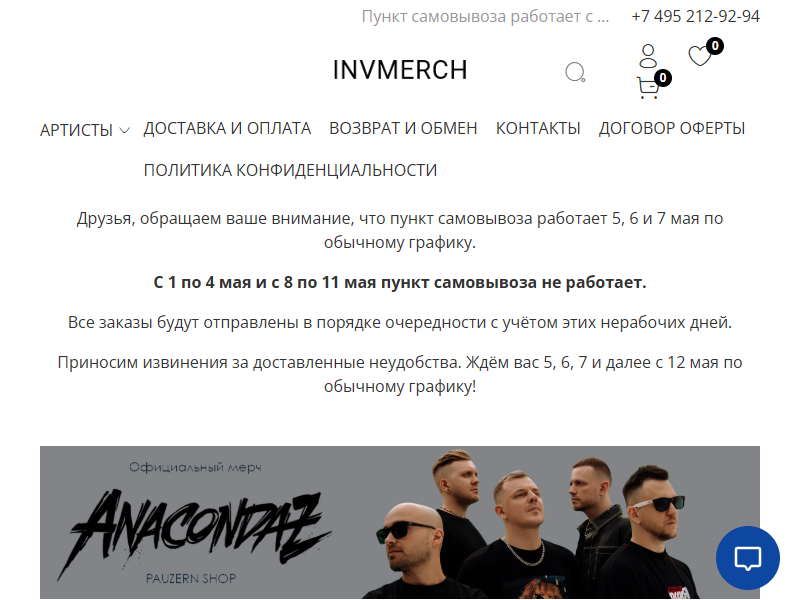 Пункт самовывоза работает с ...
+7 495 212-92-94
INVMERCH
0
0
АРТИСТЫ
ДОСТАВКА И ОПЛАТА
ВОЗВРАТ И ОБМЕН
КОНТАКТЫ
ДОГОВОР ОФЕРТЫ
ПОЛИТИКА КОНФИДЕНЦИАЛЬНОСТИ
Друзья, обращаем ваше внимание, что пункт самовывоза работает 5, 6 и 7 мая по
обычному графику.
С 1 по 4 мая и с 8 по 11 мая пункт самовывоза не работает.
Все заказы будут отправлены в порядке очередности с учётом этих нерабочих дней.
Приносим извинения за доставленные неудобства. Ждём вас 5, 6, 7 и далее с 12 мая по
обычному графику!
Официальный мерч
ANACONDAZ
PAUZERN SHOP